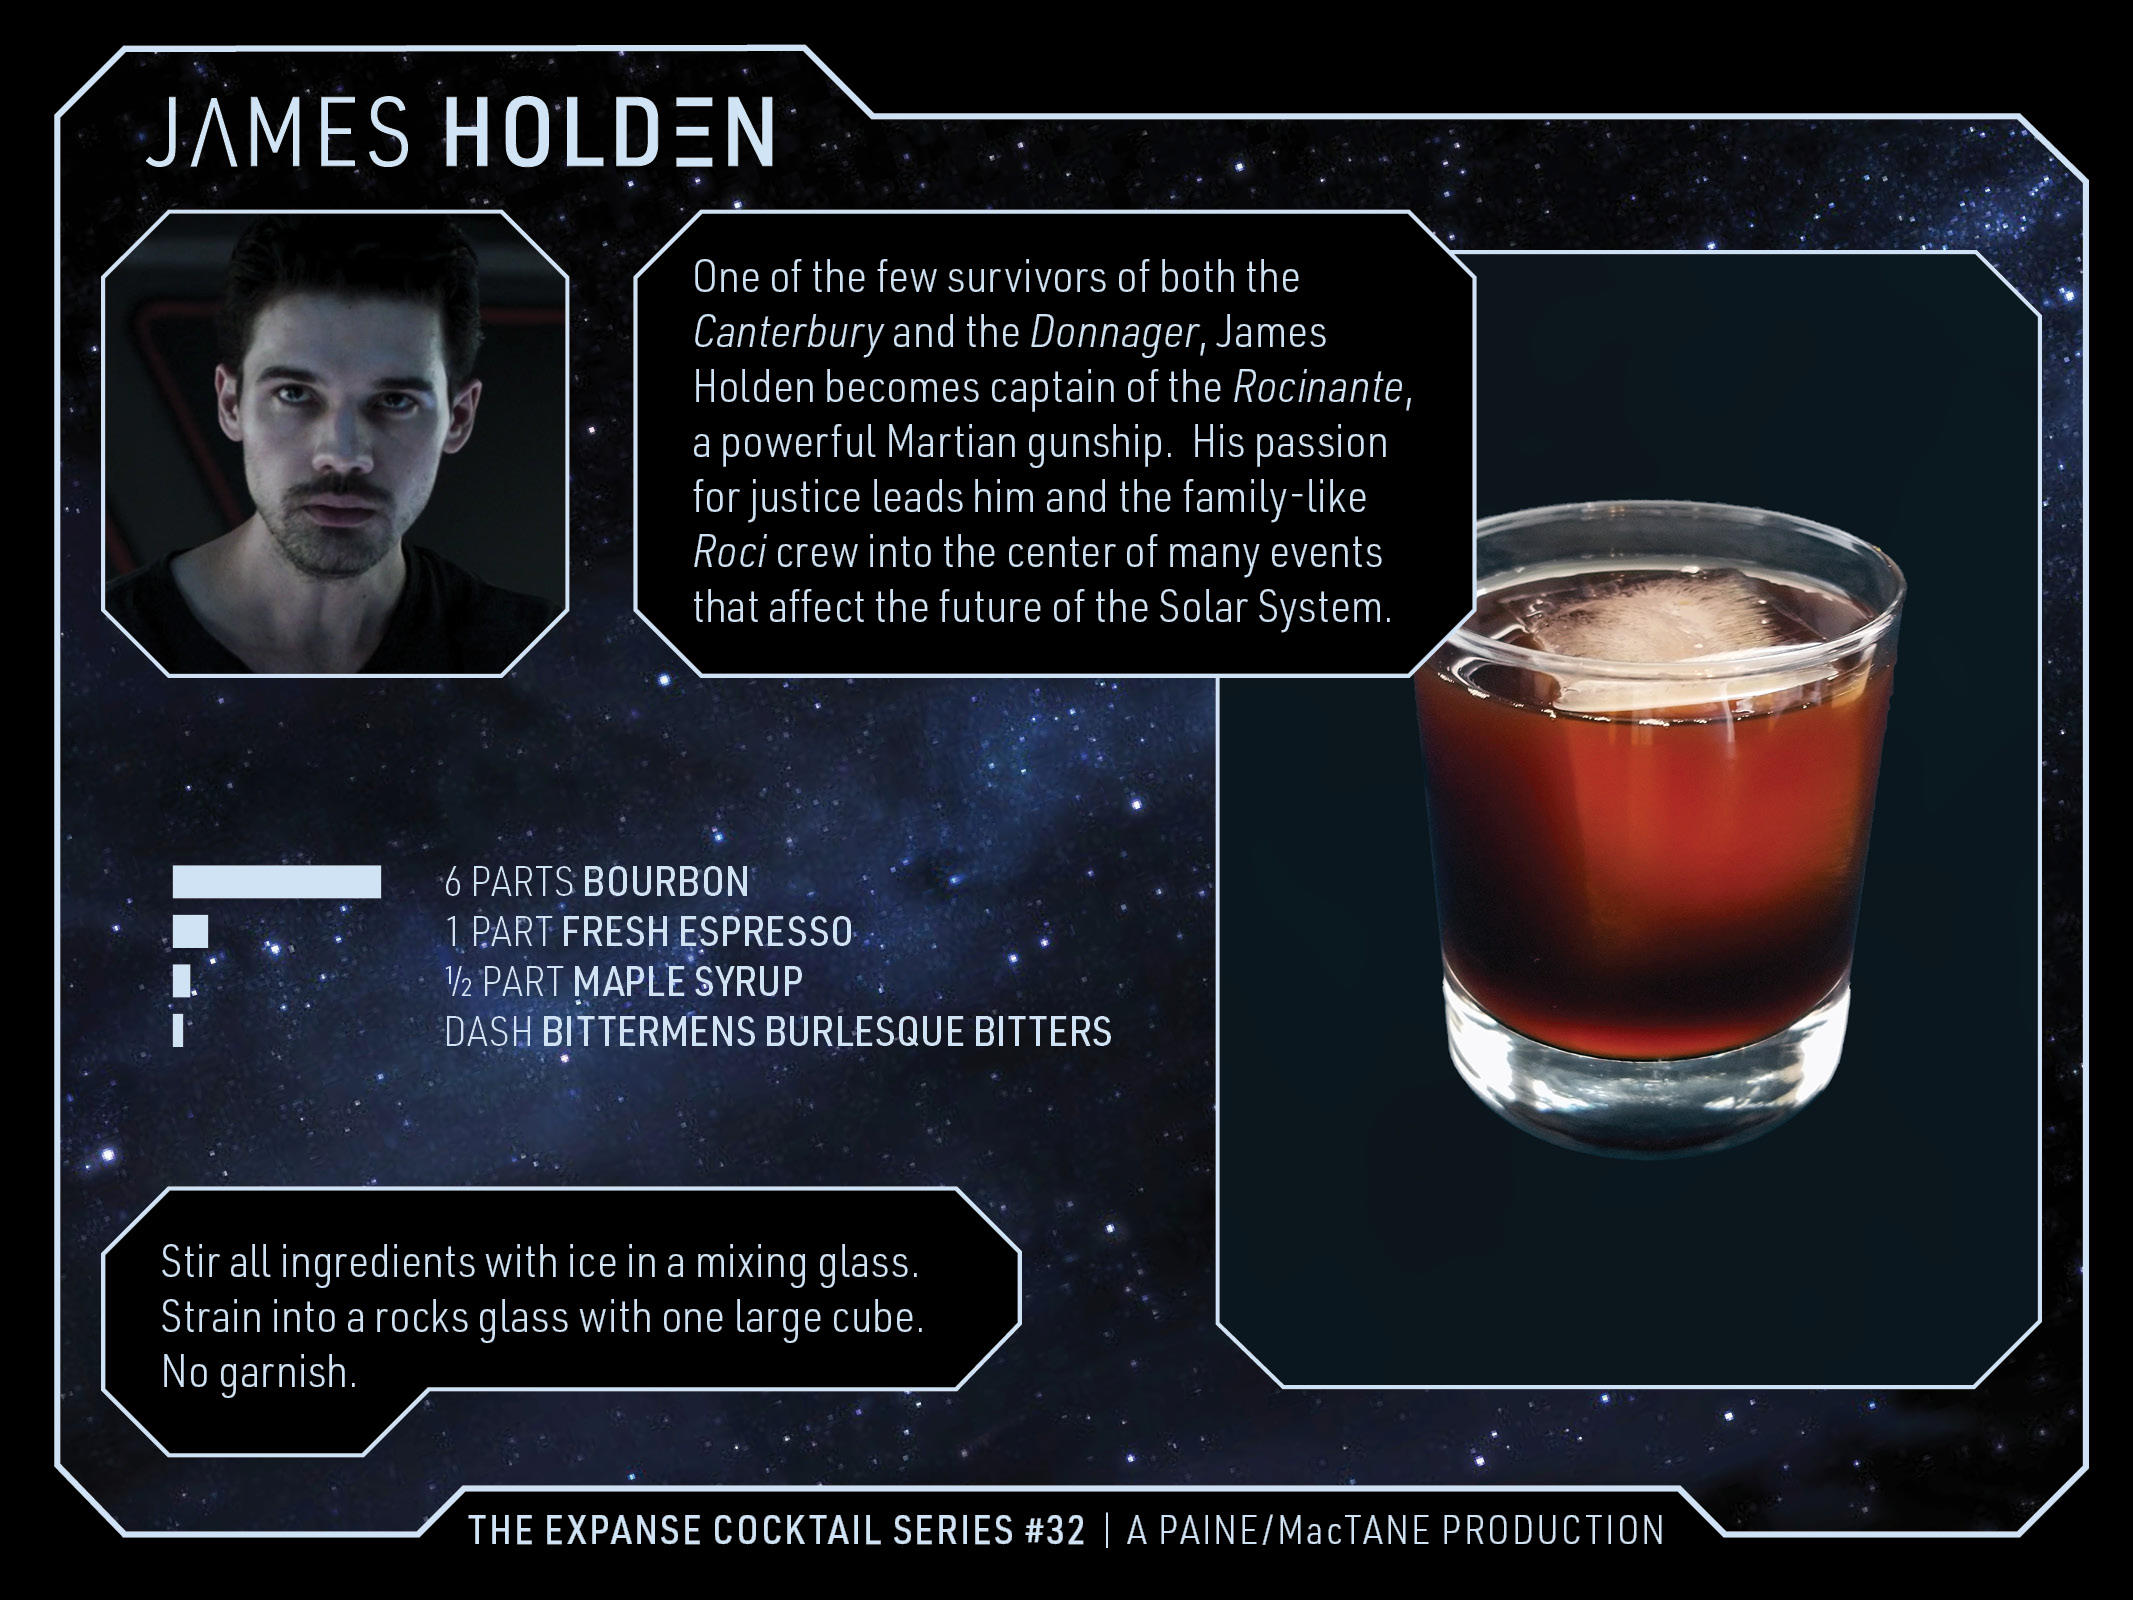 JAMES HOLDEN
One of the few survivors of both the
Canterbury and the Donnager, James
Holden becomes captain of the Rocinante,
a powerful Martian gunship.  His passion
for justice leads him and the family-like
Roci crew into the center of many events
that affect the future of the Solar System.
6 PARTS BOURBON
1 PART FRESH ESPRESSO
½ PART MAPLE SYRUP
DASH BITTERMENS BURLESQUE BITTERS
Stir all ingredients with ice in a mixing glass.
Strain into a rocks glass with one large cube.
No garnish.
THE EXPANSE COCKTAIL SERIES #32 | A PAINE/MacTANE PRODUCTION